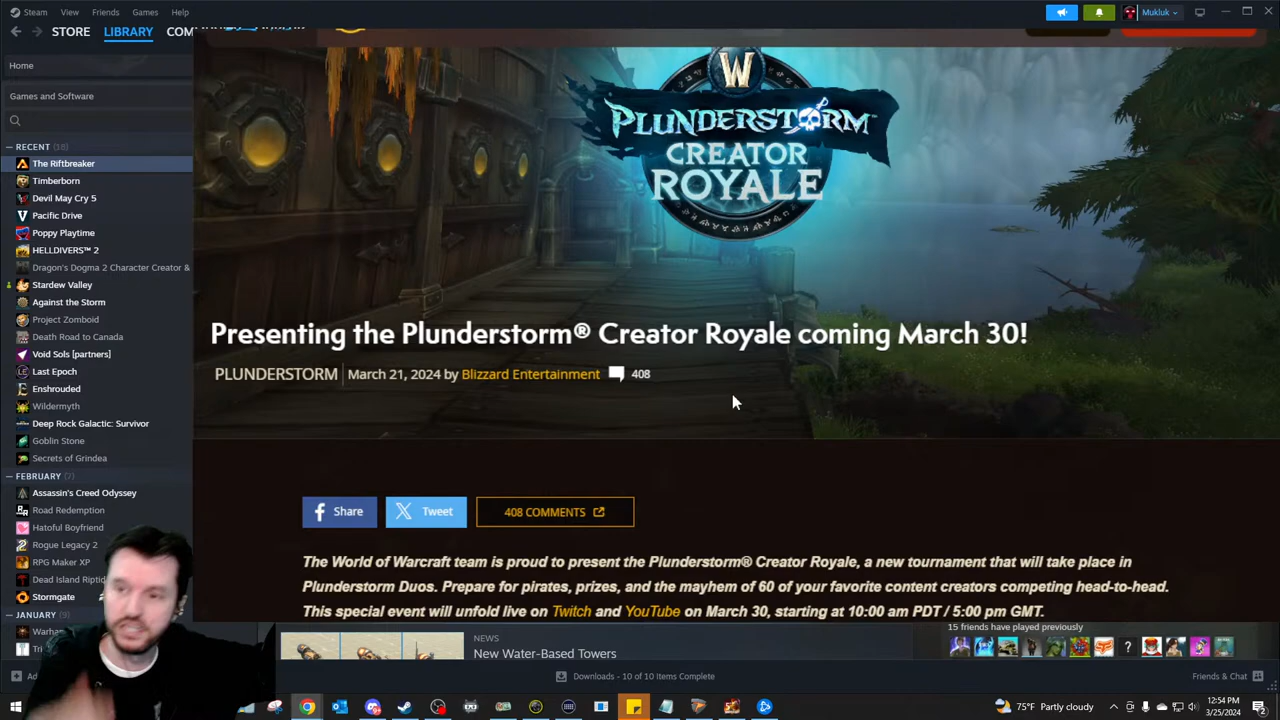 Steam View Friends Games Help
Mukluk
STORE LIBRARY COM
Home
Games and Software
RECENT (18)
The Riftbreaker
Timberborn
Devil May Cry 5
Pacific Drive
Poppy Playtime
HELLDIVERS™ 2
Dragon's Dogma 2 Character Creator &
Stardew Valley
Against the Storm
Project Zomboid
Death Road to Canada
Void Sols [partners]
Last Epoch
Enshrouded
Wildermyth
Deep Rock Galactic: Survivor
Goblin Stone
Secrets of Grindea
FEBRUARY (7)
Assassin's Creed Odyssey
Road Redemption
Hatoful Boyfriend
Rogue Legacy 2
RPG Maker XP
Dead Island Riptid
Stormgate
JANUARY
Warham
Tri
W
PLUNDERSTORM
CREATOR
ROYALE
Presenting the Plunderstorm® Creator Royale coming March 30!
PLUNDERSTORM March 21, 2024 by Blizzard Entertainment 408
Share Tweet 408 COMMENTS
The World of Warcraft team is proud to present the Plunderstorm® Creator Royale, a new tournament that will take place in
Plunderstorm Duos. Prepare for pirates, prizes, and the mayhem of 60 of your favorite content creators competing head-to-head.
This special event will unfold live on Twitch and YouTube on March 30, starting at 10:00 am PDT / 5:00 pm GMT.
15 friends have played previously
NEWS
New Water-Based Towers
Ad
Downloads - 10 of 10 Items Complete
Friends & Chat
75°F Partly cloudy
12:54 PM
3/25/2024